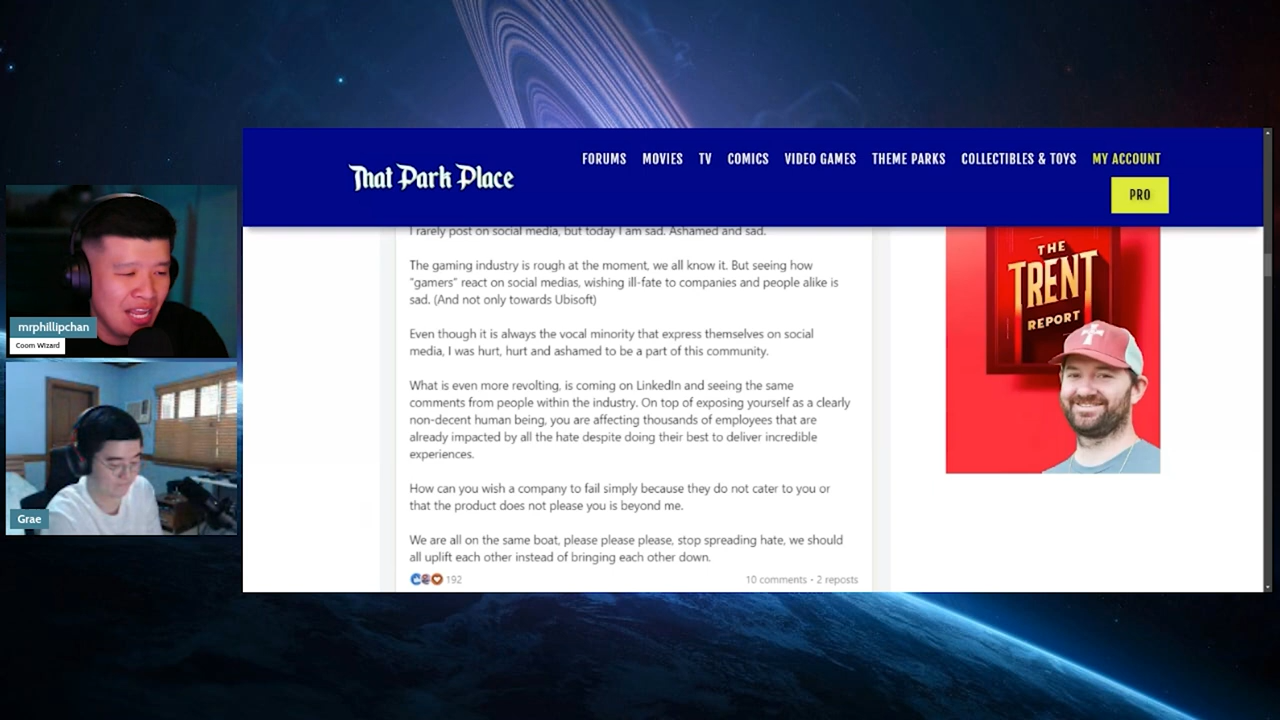 That Park Place
FORUMS MOVIES TV COMICS VIDEO GAMES THEME PARKS COLLECTIBLES & TOYS MY ACCOUNT
PRO
I rarely post on social media, but today I am sad. Ashamed and sad.
The gaming industry is rough at the moment, we all know it. But seeing how
"gamers" react on social medias, wishing ill-fate to companies and people alike is
sad. (And not only towards Ubisoft)
Even though it is always the vocal minority that express themselves on social
media, I was hurt, hurt and ashamed to be a part of this community.
What is even more revolting, is coming on LinkedIn and seeing the same
comments from people within the industry. On top of exposing yourself as a clearly
non-decent human being, you are affecting thousands of employees that are
already impacted by all the hate despite doing their best to deliver incredible
experiences.
How can you wish a company to fail simply because they do not cater to you or
that the product does not please you is beyond me.
We are all on the same boat, please please please, stop spreading hate, we should
all uplift each other instead of bringing each other down.
192
10 comments • 2 reposts
THE
TRENT
REPORT
mrphillipchan
Coom Wizard
Grae